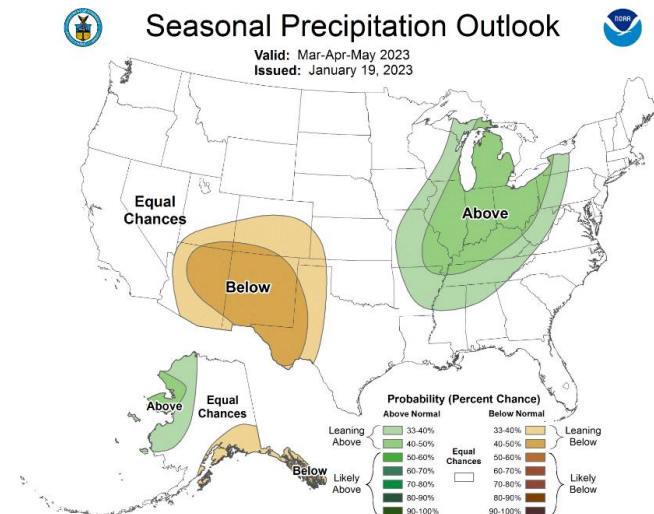 Seasonal Precipitation Outlook
NOAA
Valid: Mar-Apr-May 2023
Issued: January 19, 2023
Equal
Chances
Above
Below
Above
Equal
Chances
Below
Probability (Percent Chance)
Above Normal
Below Normal
Leaning
Above
33-40%
40-50%
50-60%
60-70%
70-80%
80-90%
90-100%
Likely
Above
Equal
Chances
33-40%
40-50%
50-60%
60-70%
70-80%
80-90%
90-100%
Leaning
Below
Likely
Below